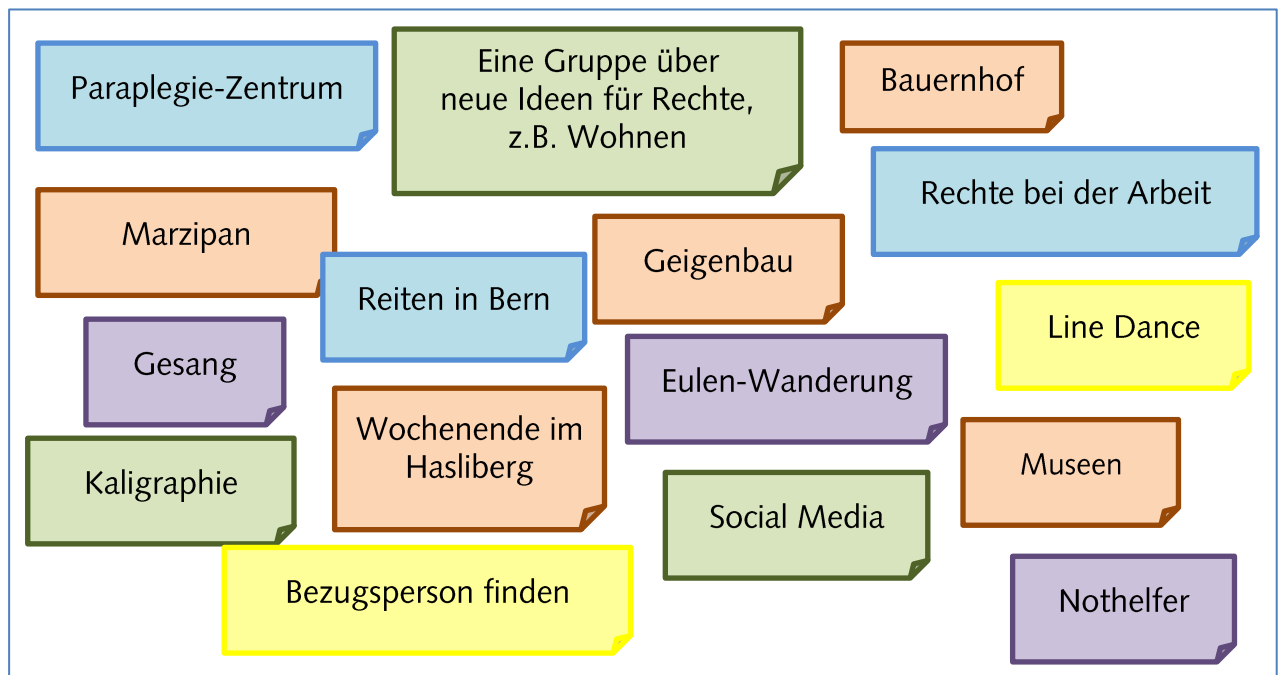 Paraplegie-Zentrum
Eine Gruppe über
neue Ideen für Rechte,
z.B. Wohnen
Bauernhof
Rechte bei der Arbeit
Marzipan
Geigenbau
Reiten in Bern
Line Dance
Gesang
Eulen-Wanderung
Wochenende im
Hasliberg
Museen
Kaligraphie
Social Media
Bezugsperson finden
Nothelfer